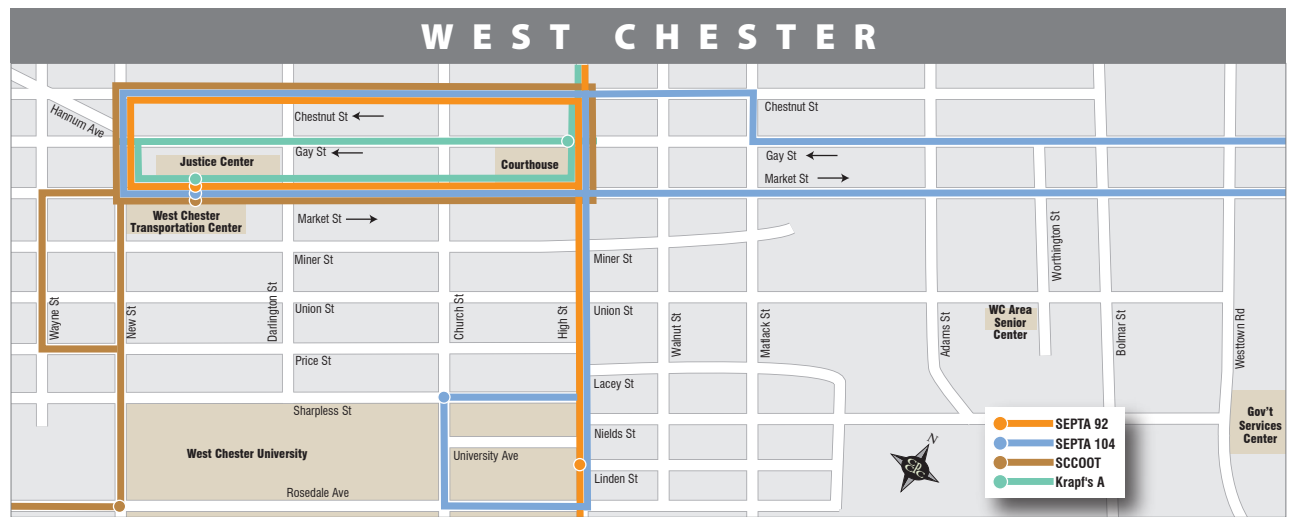 WEST CHESTER
Hannum Ave
Chestnut St
Chestnut St
Gay St
Justice Center
Courthouse
Gay St
Market St
West Chester
Transportation Center
Market St
Miner St
Miner St
Worthington St
Wayne St
New St
Darlington St
Union St
Church St
High St
Union St
Walnut St
Matlack St
Adams St
WC Area
Senior
Center
Bolmar St
Westtown Rd
Price St
Lacey St
Sharpless St
Nields St
West Chester University
University Ave
Linden St
Rosedale Ave
N
SEPTA 92
SEPTA 104
SCCOOT
Krapf's A
Gov't
Services
Center